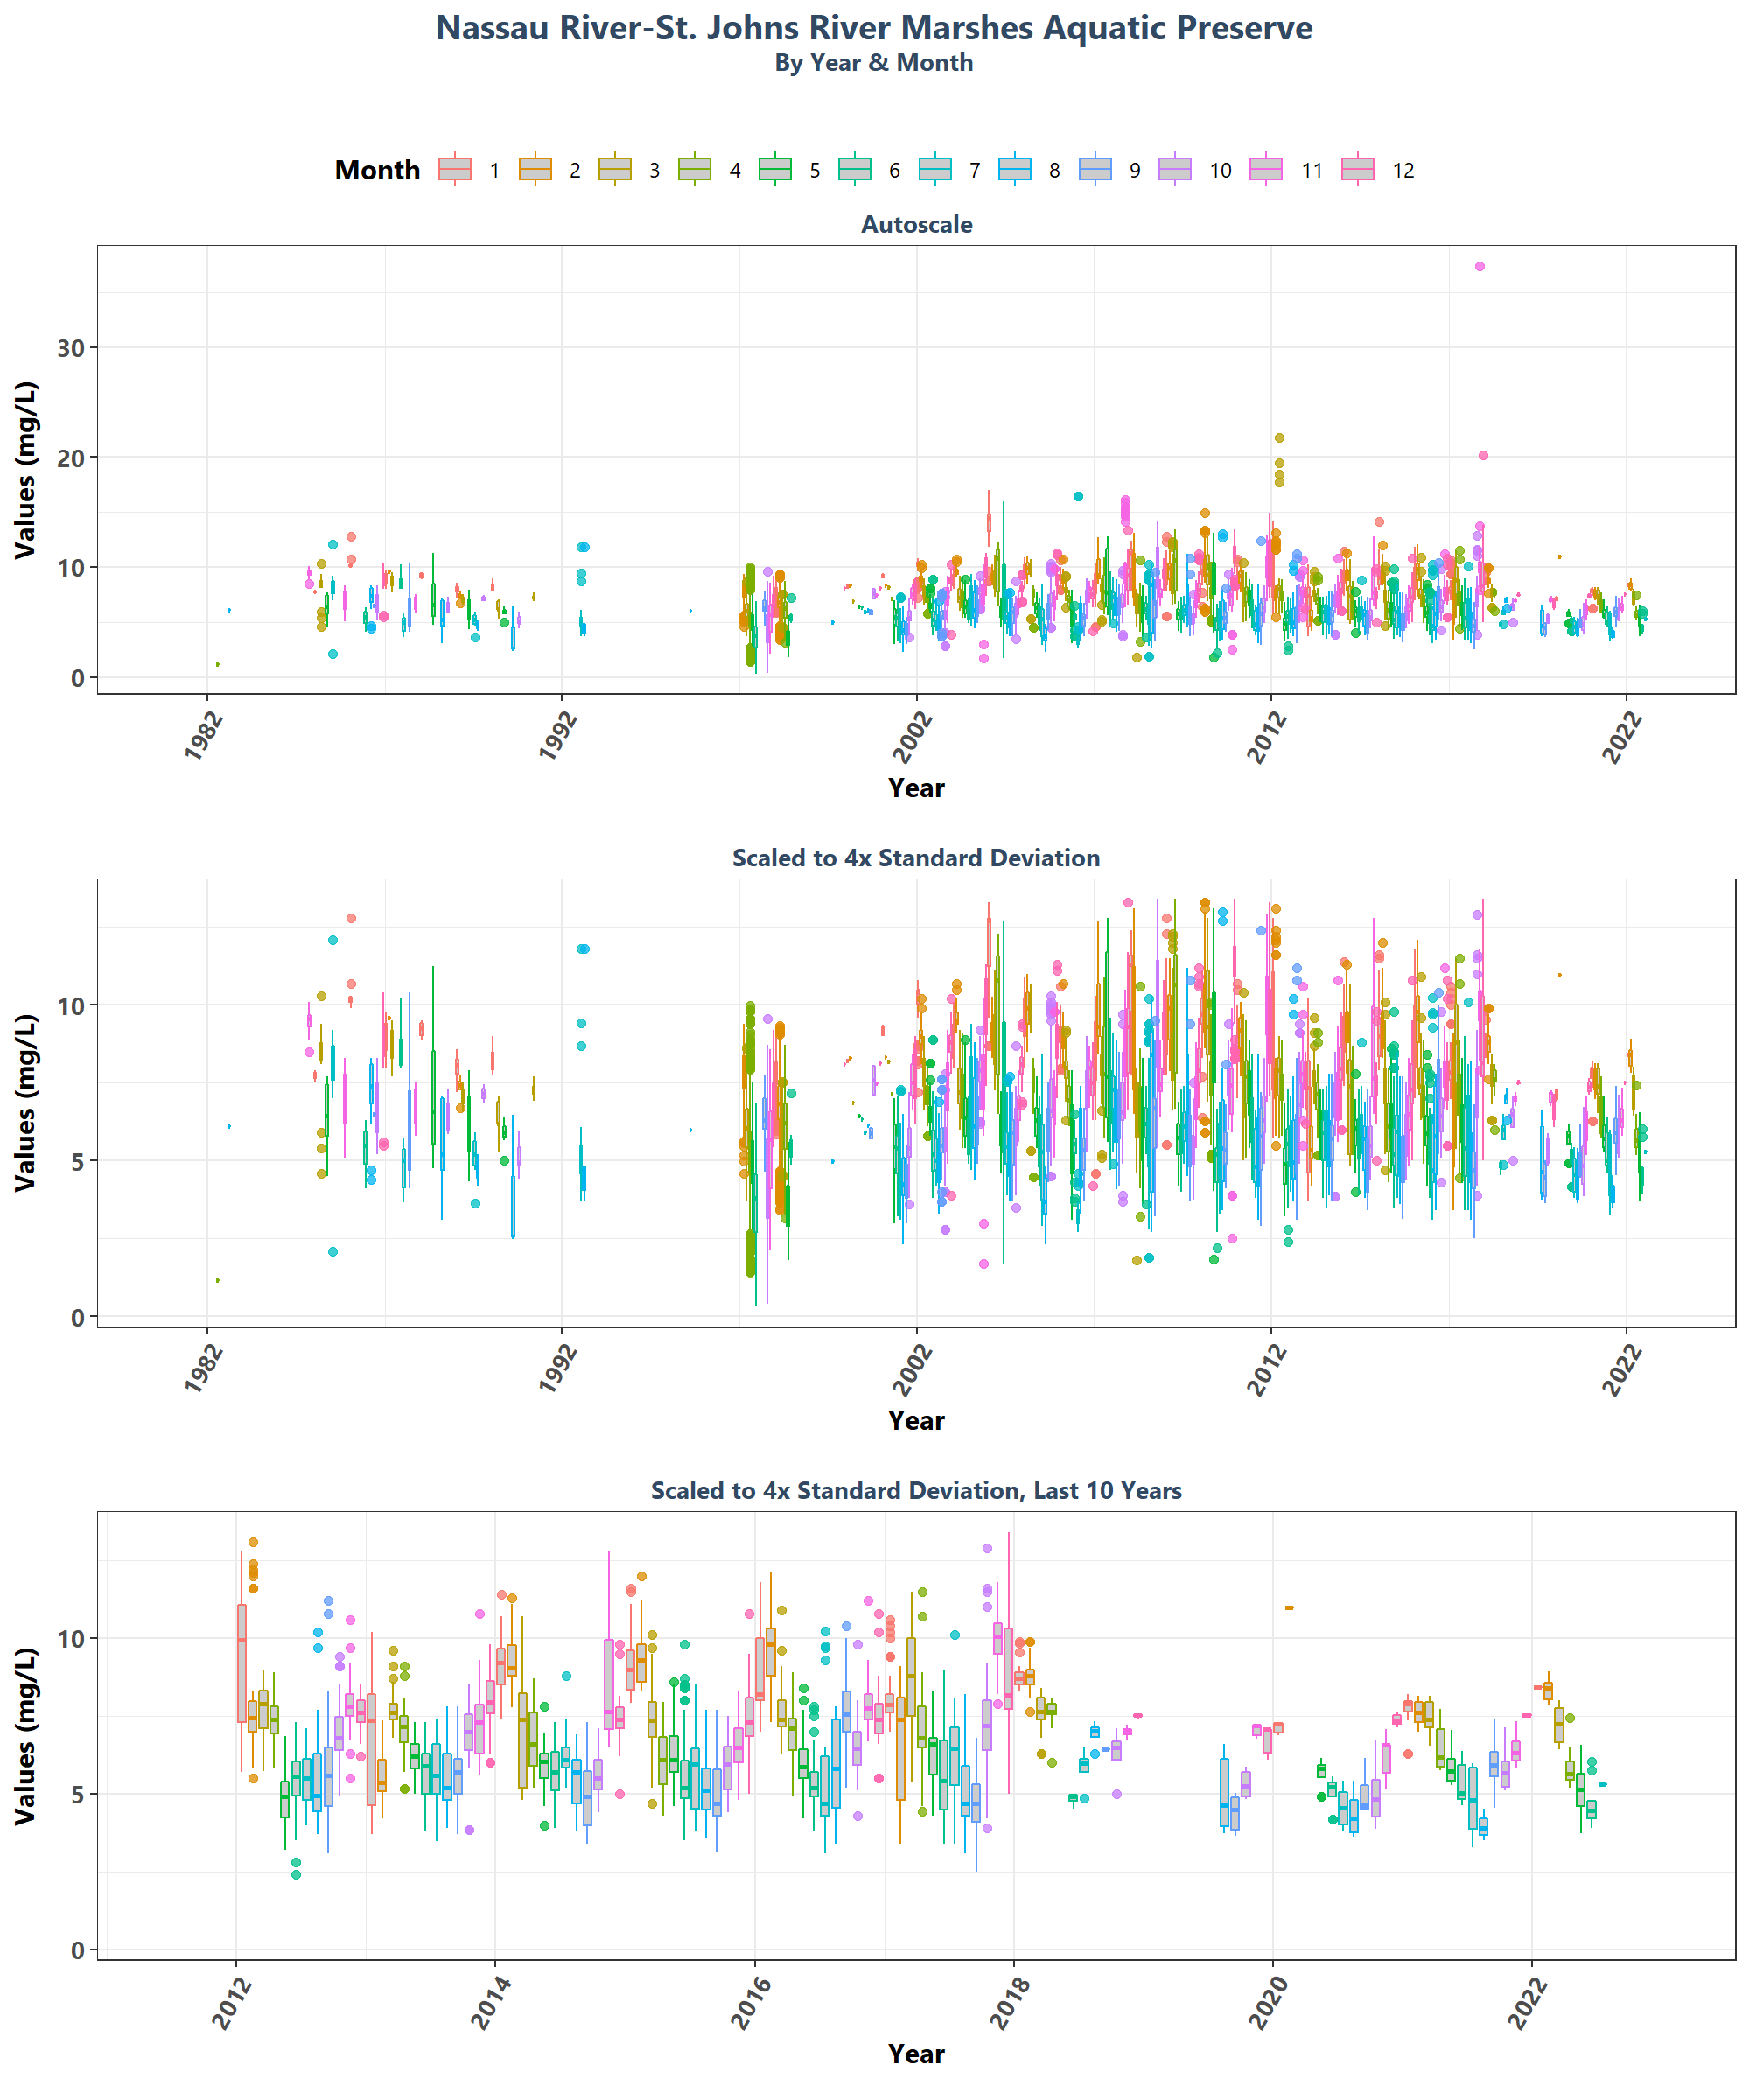 Nassau River-St. Johns River Marshes Aquatic Preserve
By Year & Month
Month 1 2 3 4 5 6 7 8 9 10 11 12
Autoscale
Values (mg/L)
30
20
10
0
1982 1992 2002 2012 2022
Year
Scaled to 4x Standard Deviation
Values (mg/L)
10
5
0
1982 1992 2002 2012 2022
Year
Scaled to 4x Standard Deviation, Last 10 Years
Values (mg/L)
10
5
0
2012 2014 2016 2018 2020 2022
Year